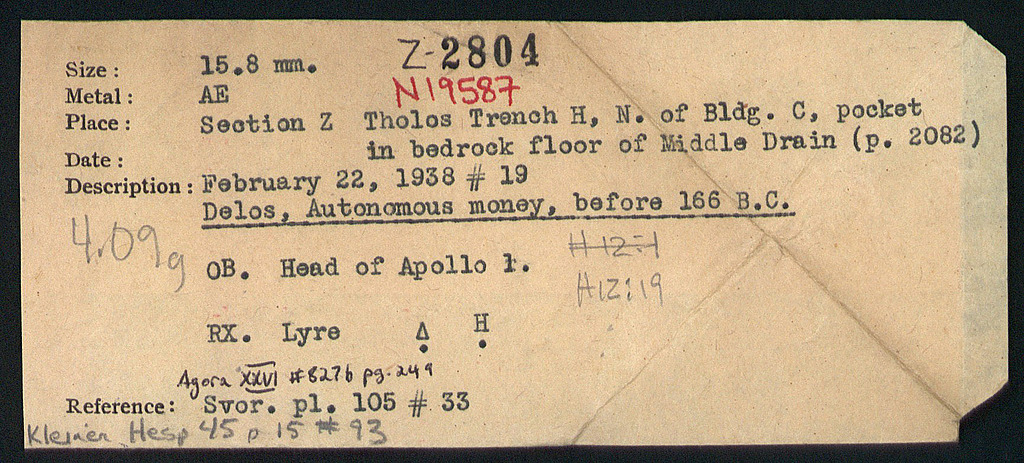 Z-2804
Size : 15.8 mm.
N19587
Metal : AE
Place : Section Z Tholos Trench H, N. of Bldg. C, pocket
in bedrock floor of Middle Drain (p. 2082)
Date :
Description : February 22, 1938 # 19
Delos, Autonomous money, before 166 B.C.
4.09g
H 12:1
OB. Head of Apollo r.
H12:19
RX. Lyre Δ H
Agora XXVI #827b pg. 249
Reference : Svor. pl. 105 # 33
Kleiner Hesp 45 p 15 # 93